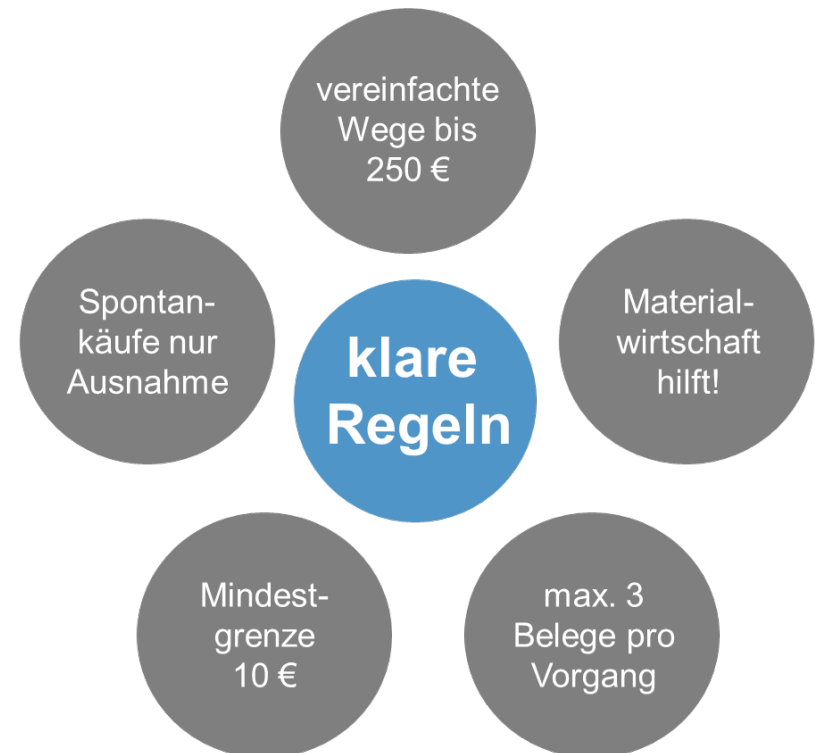 vereinfachte
Wege bis
250 €
Spontan-
käufe nur
Ausnahme
klare
Regeln
Material-
wirtschaft
hilft!
Mindest-
grenze
10 €
max. 3
Belege pro
Vorgang